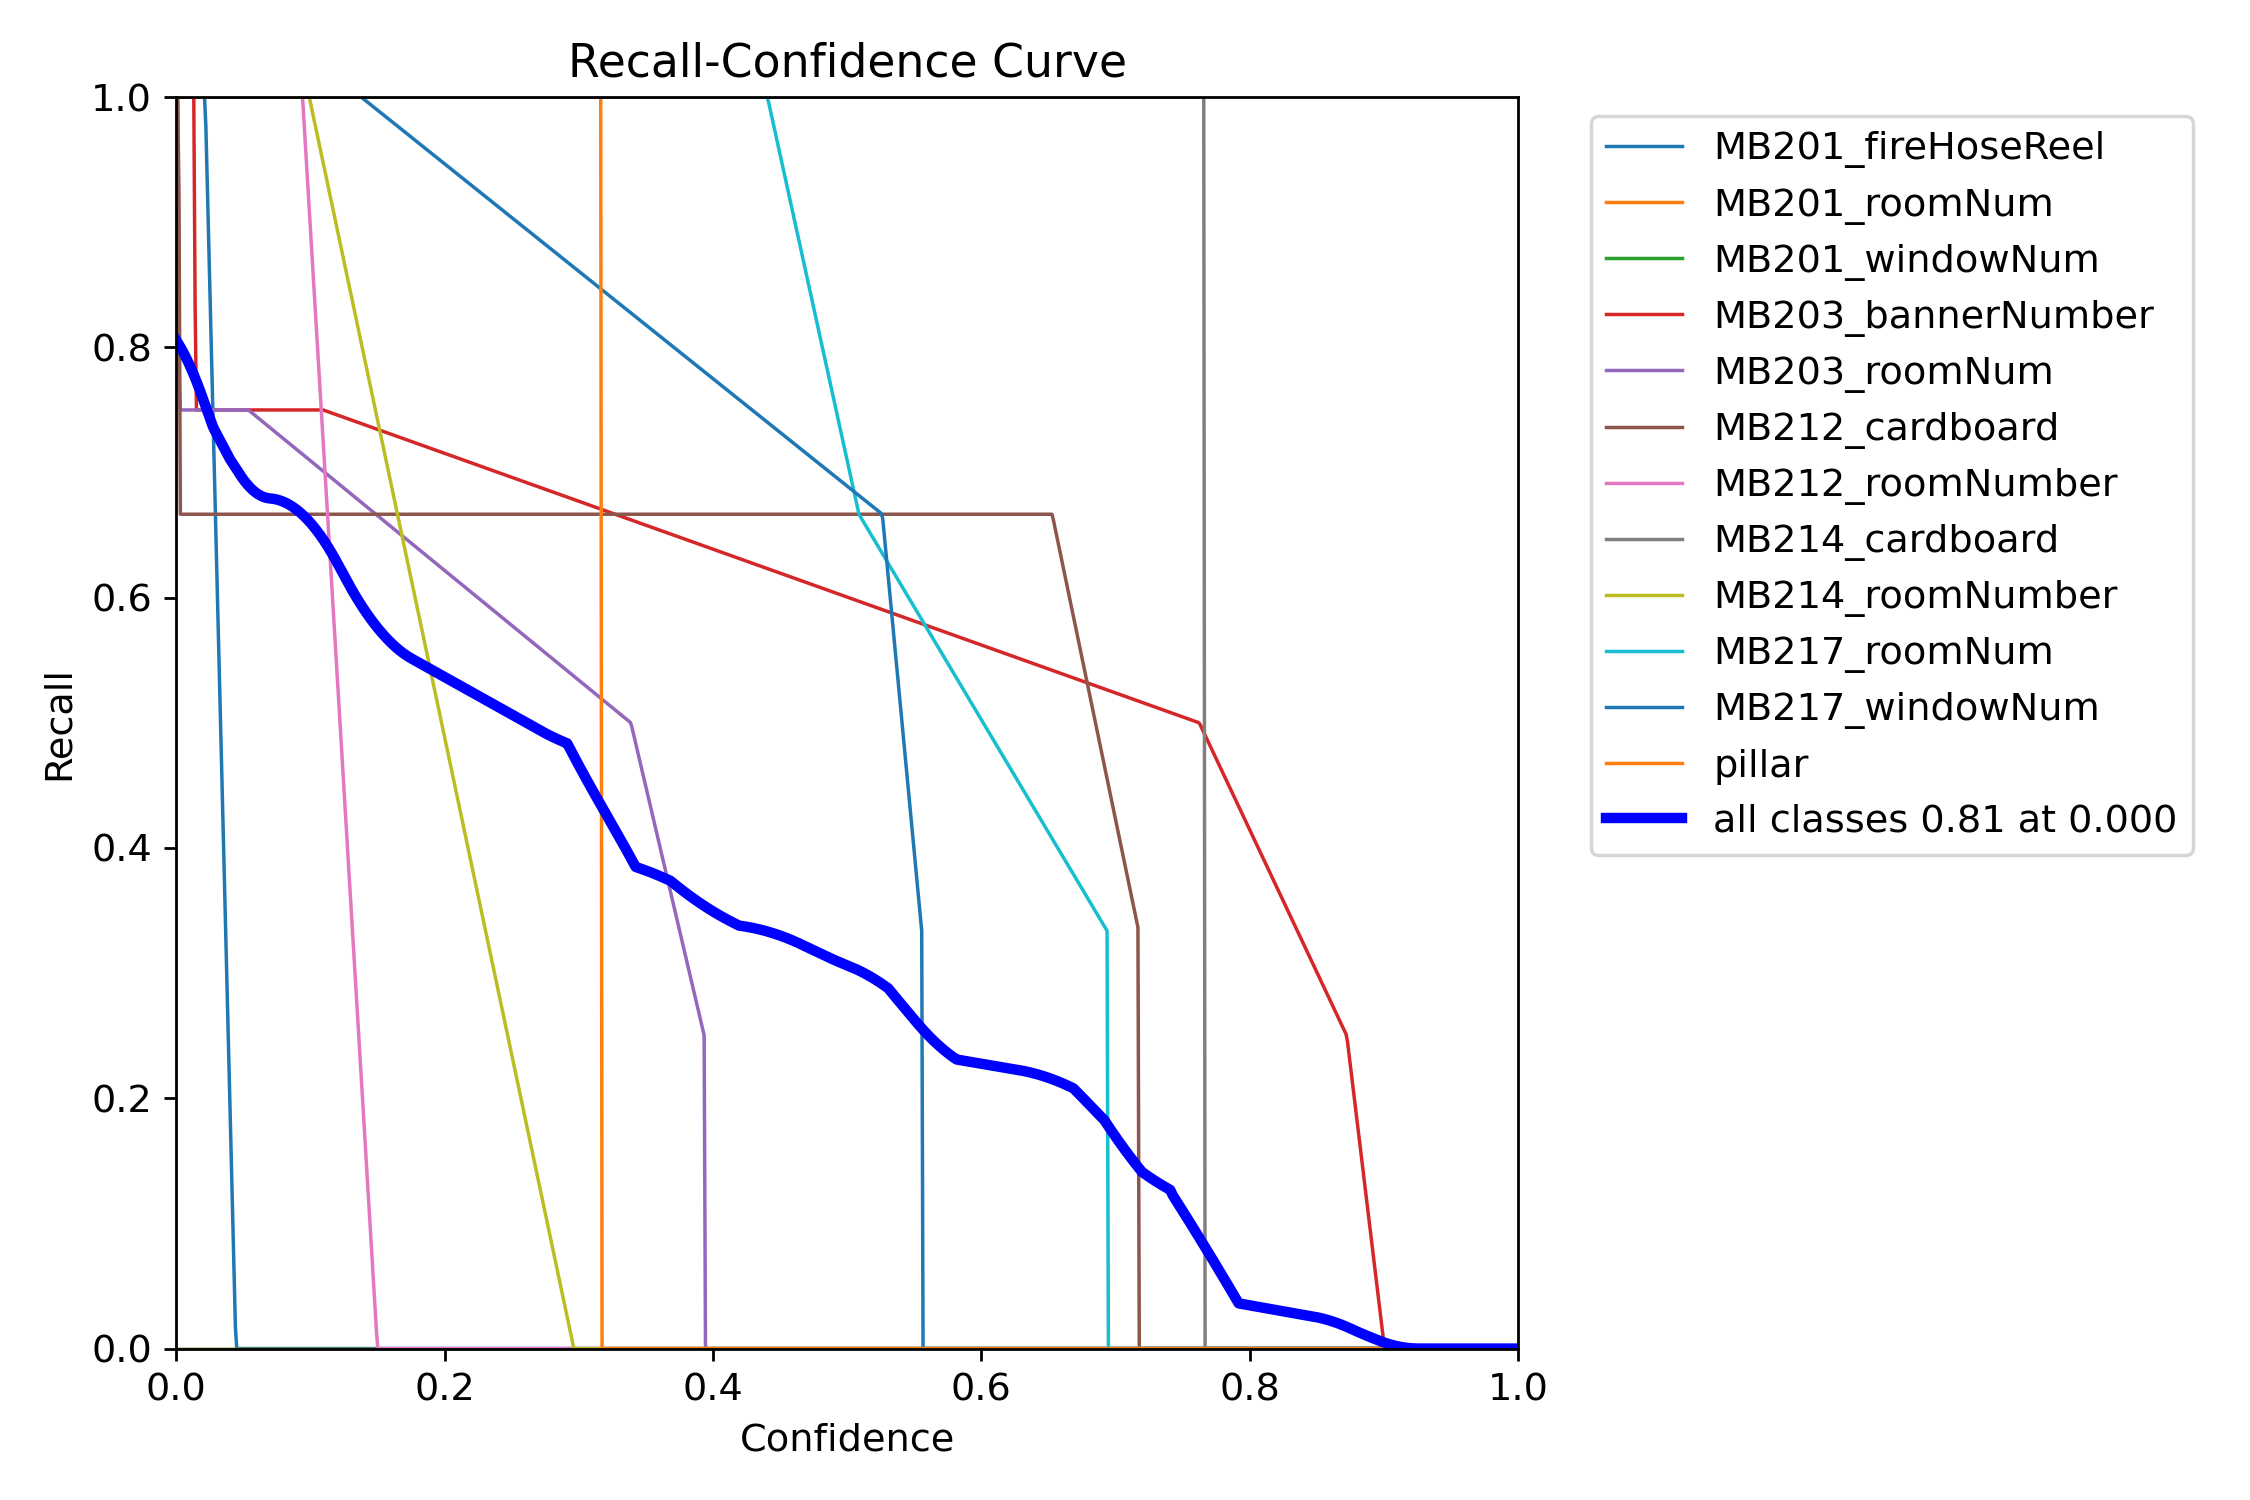 Recall-Confidence Curve
1.0
0.8
0.6
0.4
0.2
0.0
Recall
0.0 0.2 0.4 0.6 0.8 1.0
Confidence
MB201_fireHoseReel
MB201_roomNum
MB201_windowNum
MB203_bannerNumber
MB203_roomNum
MB212_cardboard
MB212_roomNumber
MB214_cardboard
MB214_roomNumber
MB217_roomNum
MB217_windowNum
pillar
all classes 0.81 at 0.000